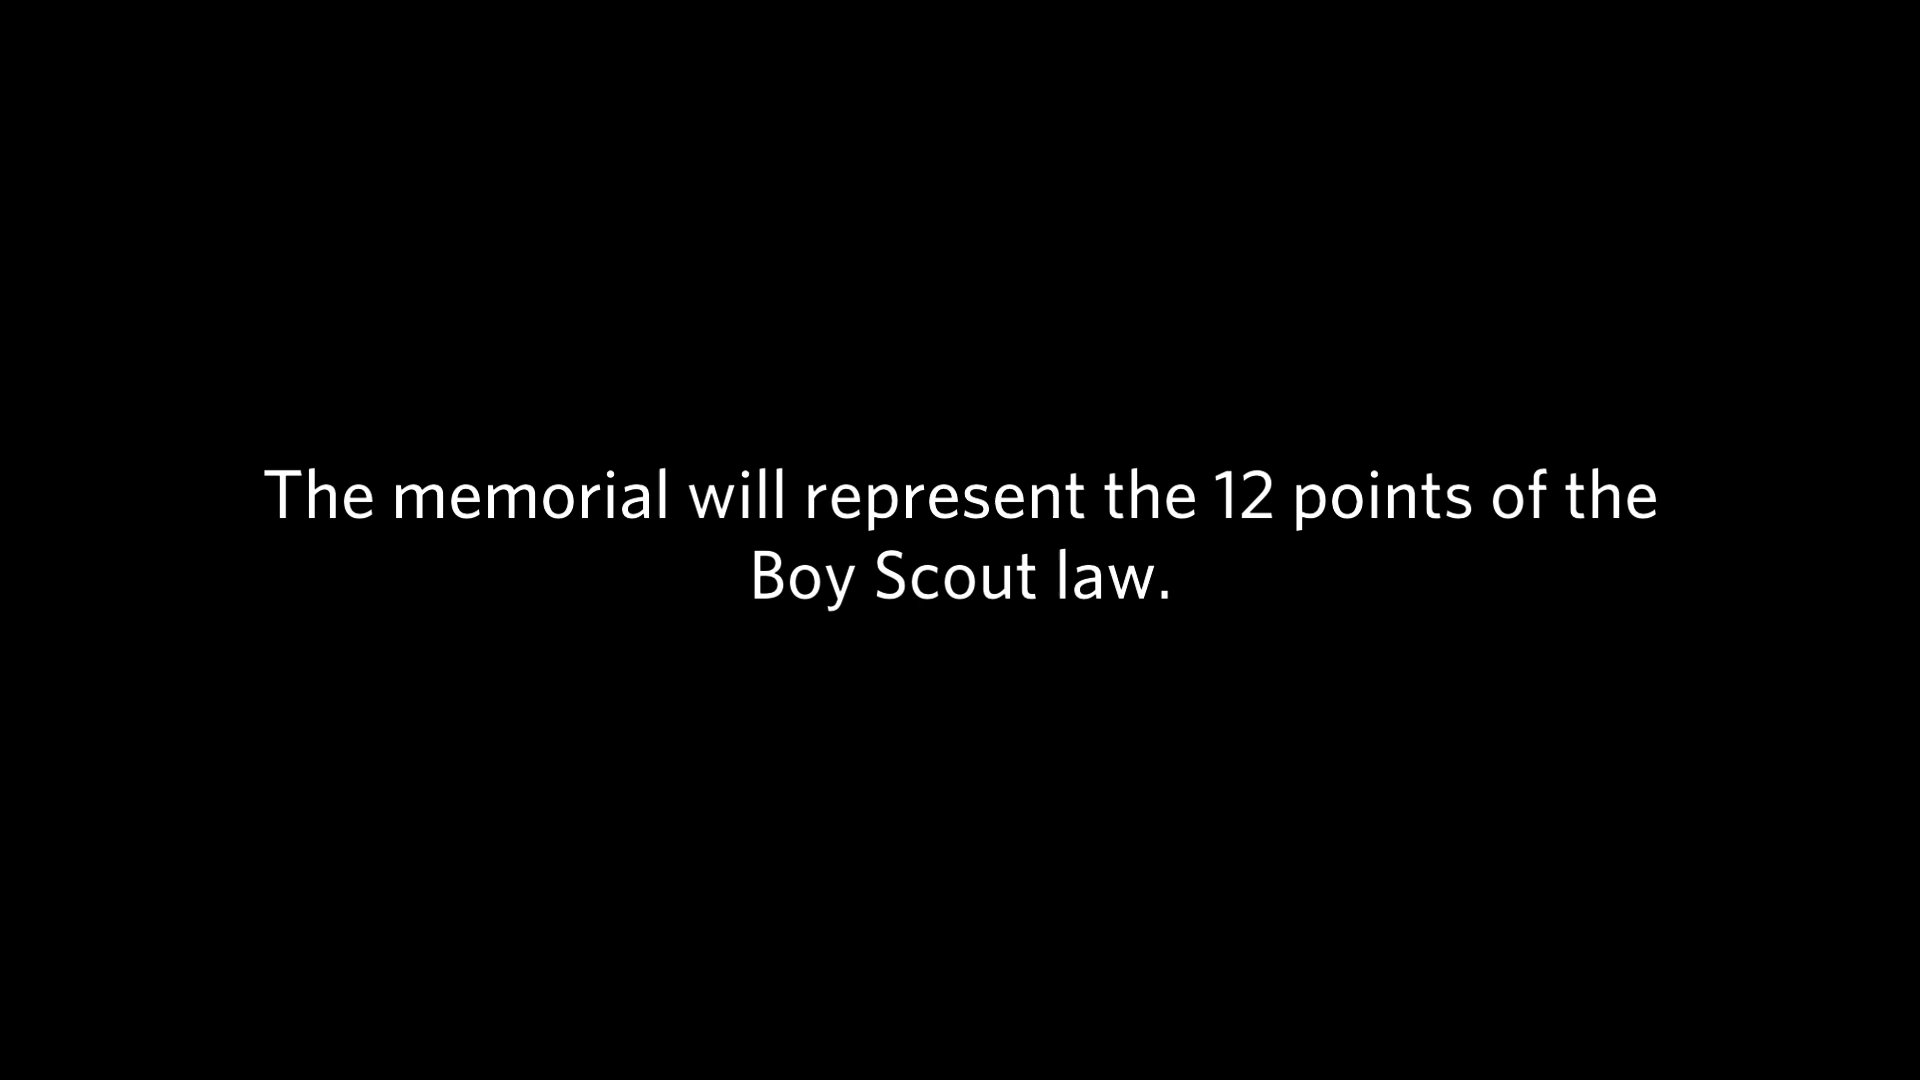 The memorial will represent the 12 points of the
Boy Scout law.